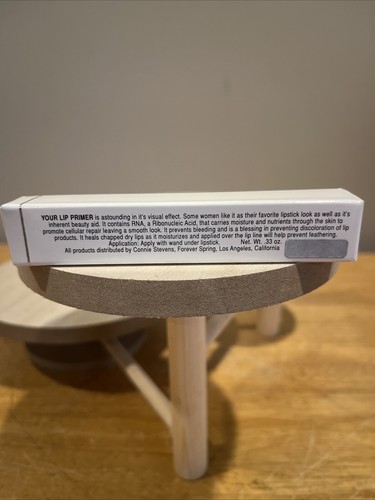 YOUR LIP PRIMER is astounding in it's visual effect. Some women like it as their favorite lipstick look as well as it's
inherent beauty aid. It contains RNA, a Ribonucleic Acid, that carries moisture and nutrients through the skin to
promote cellular repair leaving a smooth look. It prevents bleeding and is a blessing in preventing discoloration of lip
products. It heals chapped dry lips as it moisturizes and applied over the lip line will help prevent feathering.
Application: Apply with wand under lipstick. Net. Wt. .33 oz.
All products distributed by Connie Stevens, Forever Spring, Los Angeles, California